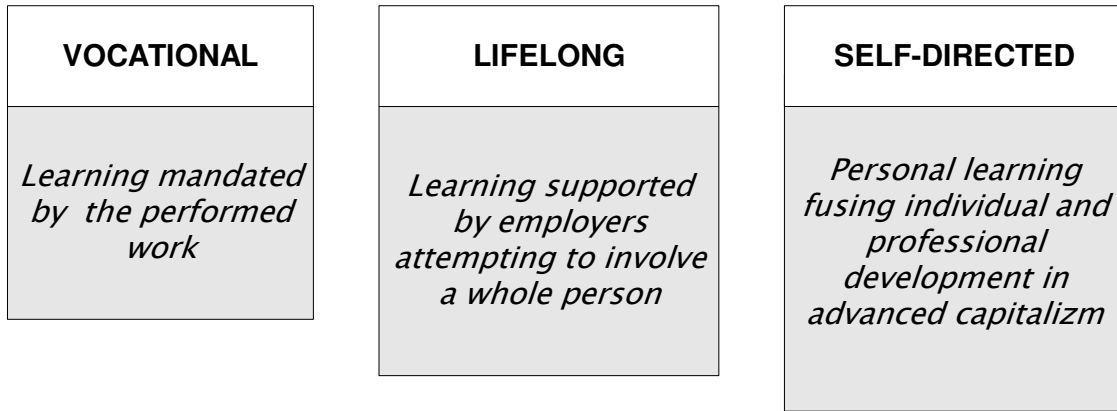 VOCATIONAL
Learning mandated
by the performed
work
LIFELONG
Learning supported
by employers
attempting to involve
a whole person
SELF-DIRECTED
Personal learning
fusing individual and
professional
development in
advanced capitalizm